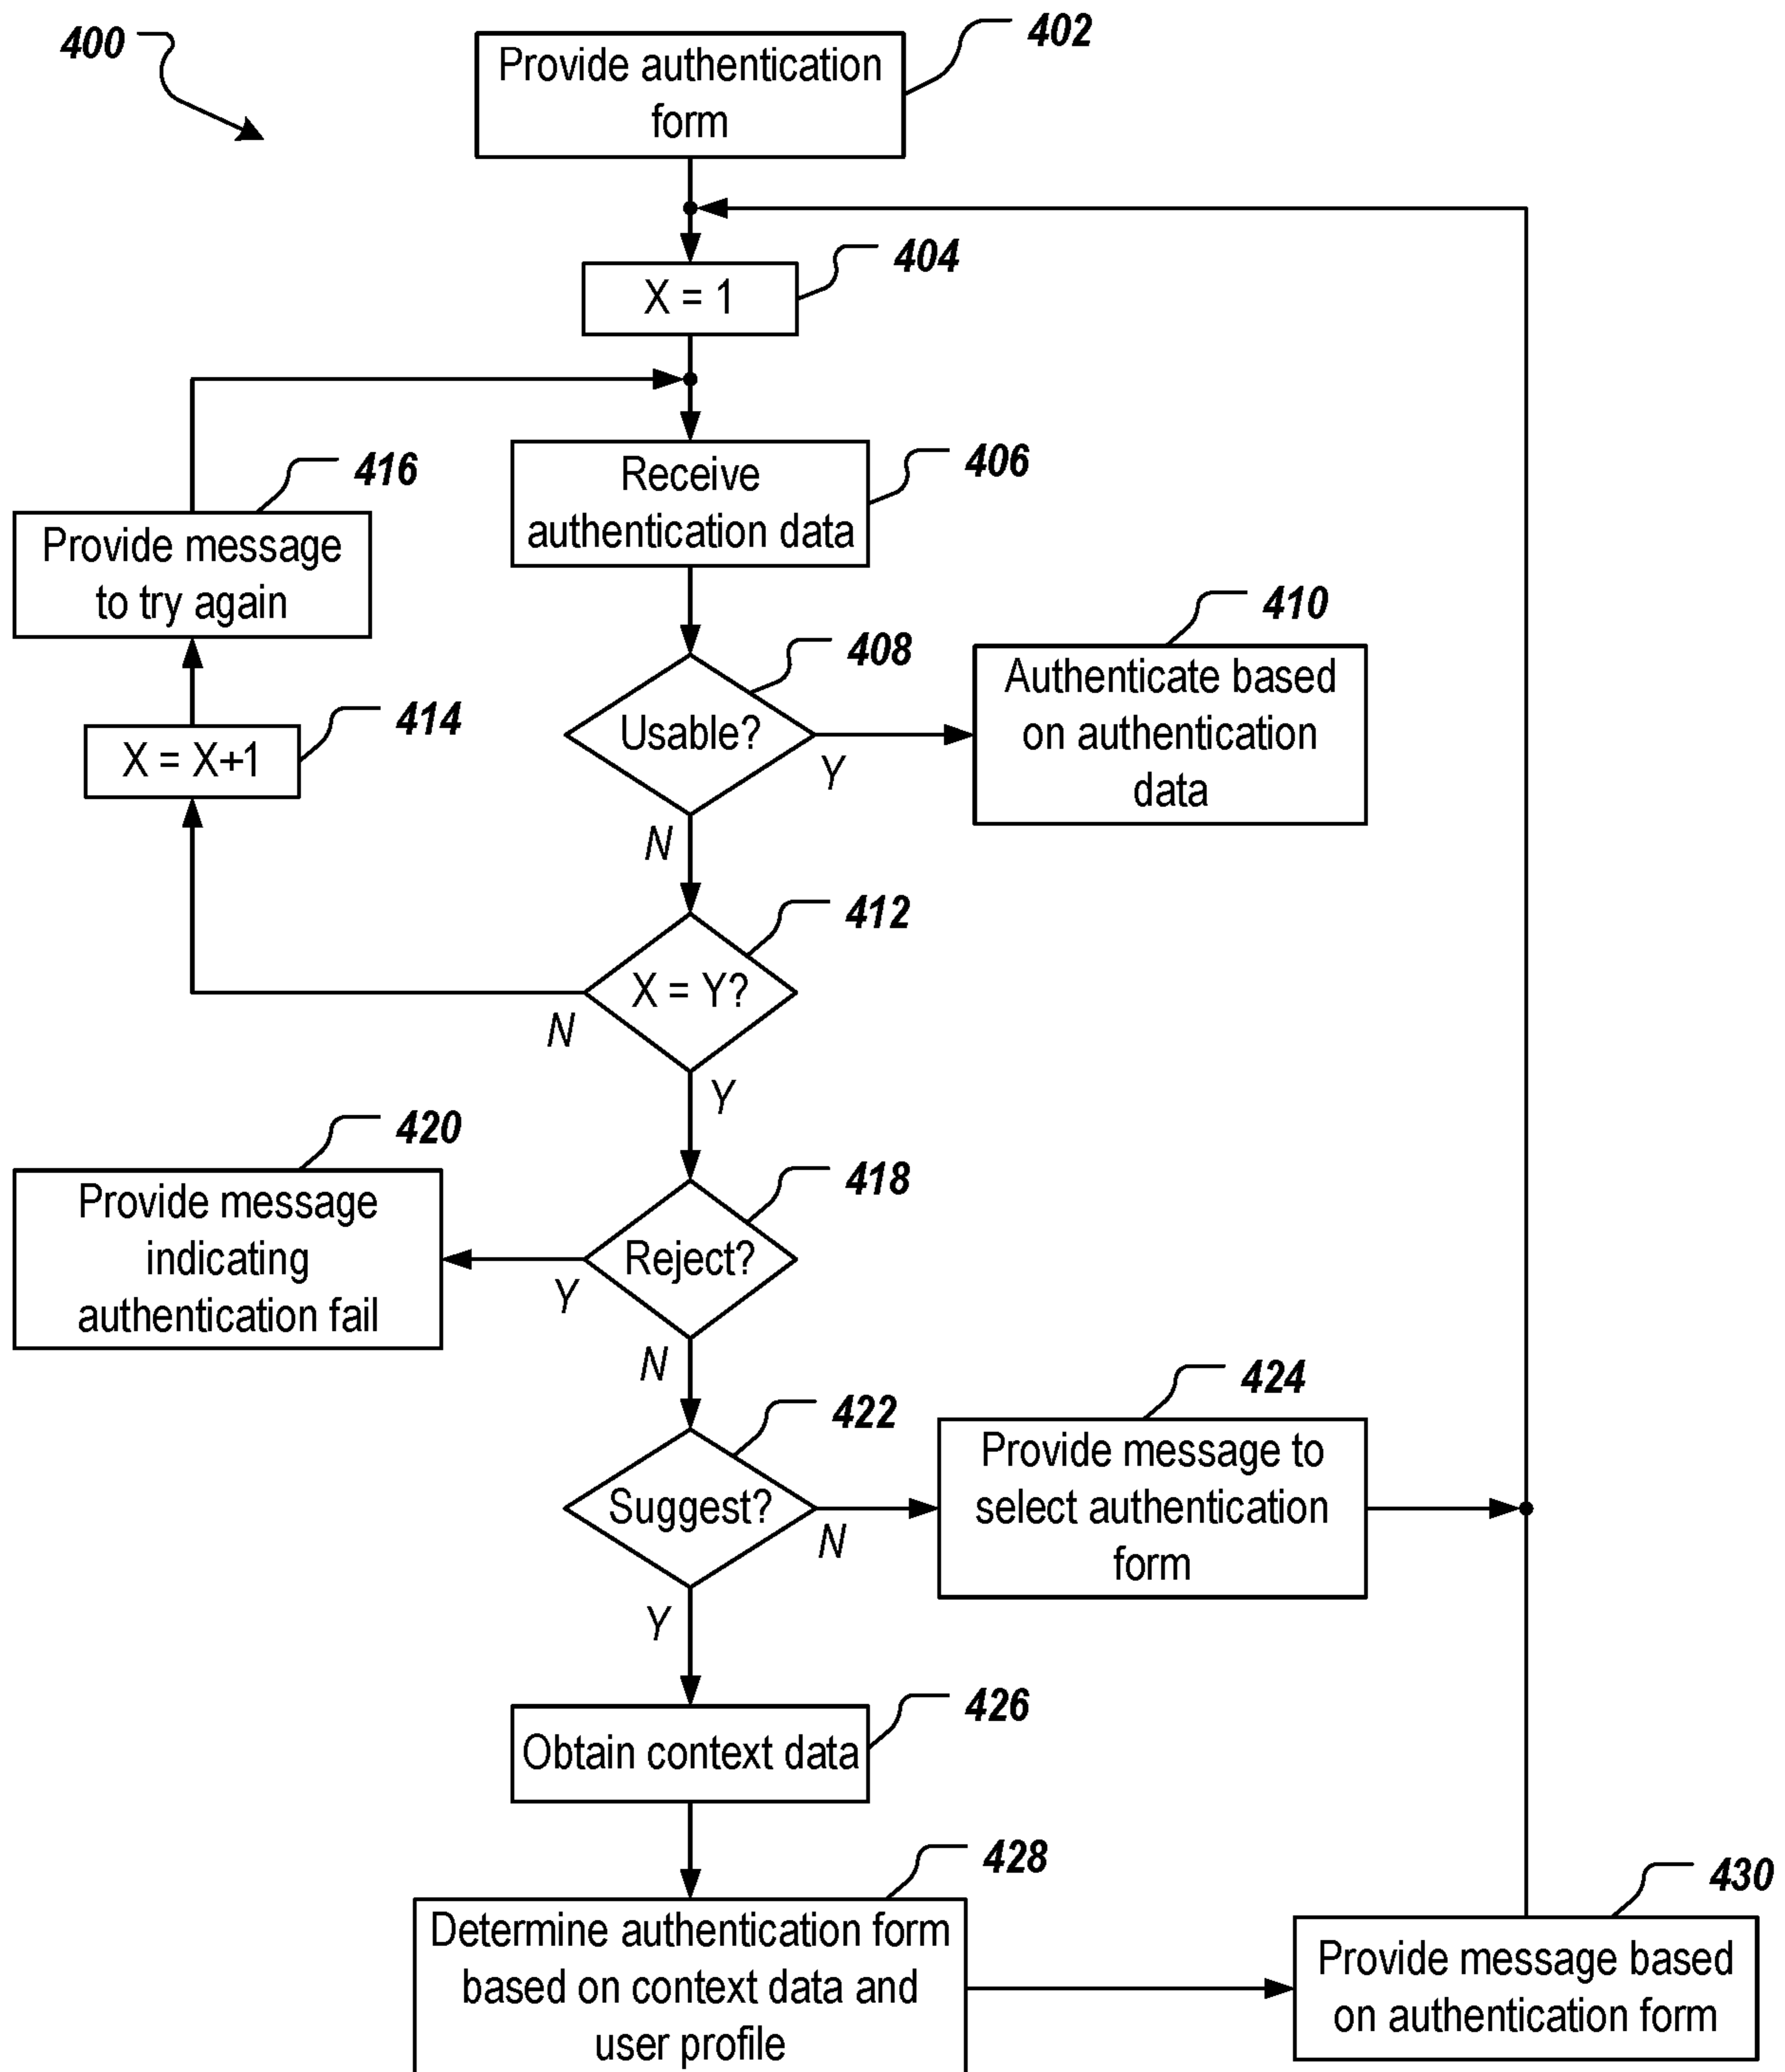 400
Provide authentication
form
402
X = 1
404
Receive
authentication data
406
Provide message
to try again
416
Usable?
408
Y
N
Authenticate based
on authentication
data
410
X = X+1
414
X = Y?
412
N
Y
Reject?
418
Y
N
Provide message
indicating
authentication fail
420
Suggest?
422
N
Y
Provide message to
select authentication
form
424
Obtain context data
426
Determine authentication form
based on context data and
user profile
428
Provide message based
on authentication form
430